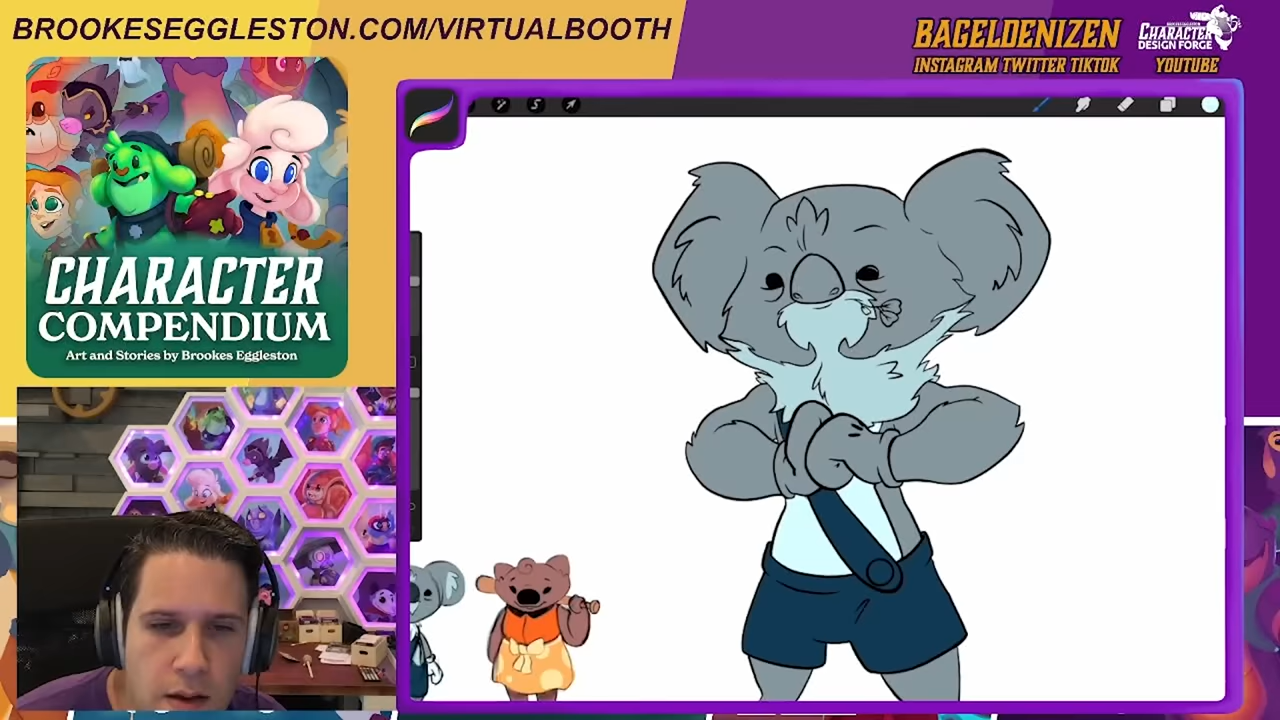 BROOKESEGGLESTON.COM/VIRTUALBOOTH
BAGELDENIZEN
INSTAGRAM TWITTER TIKTOK
CHARACTER
DESIGN FORGE
YOUTUBE
CHARACTER
COMPENDIUM
Art and Stories by Brookes Eggleston